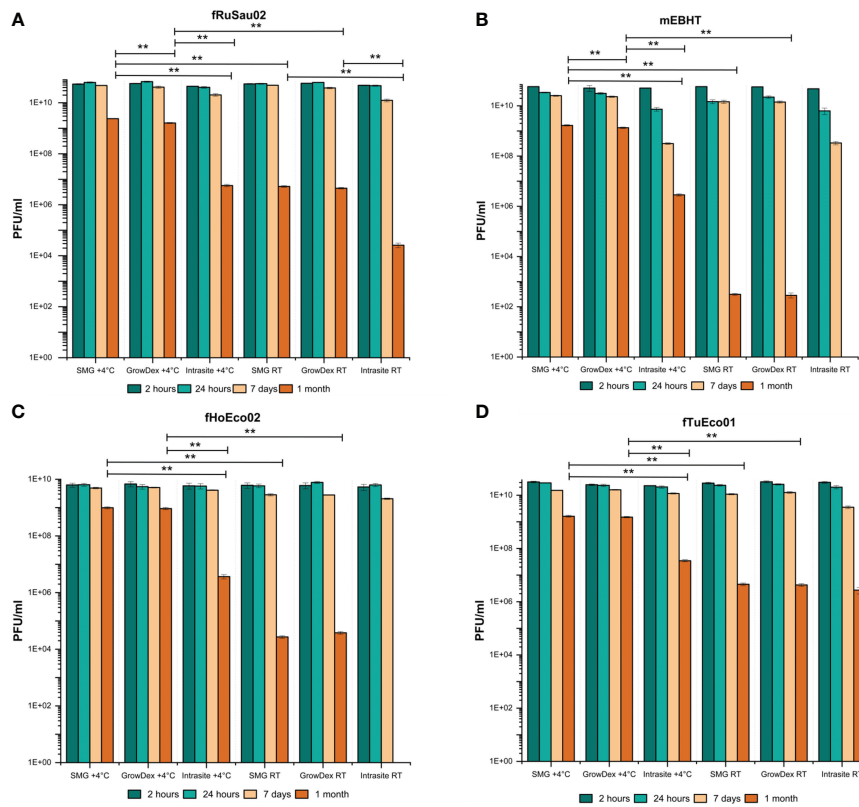 A
fRuSau02
**
**
**
**
**
**
**
1E+10
1E+08
1E+06
1E+04
1E+02
1E+00
PFU/ml
SMG +4°C
GrowDex +4°C
Intrasite +4°C
SMG RT
GrowDex RT
Intrasite RT
2 hours
24 hours
7 days
1 month
B
mEBHT
**
**
**
**
**
1E+10
1E+08
1E+06
1E+04
1E+02
1E+00
PFU/ml
SMG +4°C
GrowDex +4°C
Intrasite +4°C
SMG RT
GrowDex RT
Intrasite RT
2 hours
24 hours
7 days
1 month
C
fHoEco02
**
**
**
**
1E+10
1E+08
1E+06
1E+04
1E+02
1E+00
PFU/ml
SMG +4°C
GrowDex +4°C
Intrasite +4°C
SMG RT
GrowDex RT
Intrasite RT
2 hours
24 hours
7 days
1 month
D
fTuEco01
**
**
**
**
1E+10
1E+08
1E+06
1E+04
1E+02
1E+00
PFU/ml
SMG +4°C
GrowDex +4°C
Intrasite +4°C
SMG RT
GrowDex RT
Intrasite RT
2 hours
24 hours
7 days
1 month